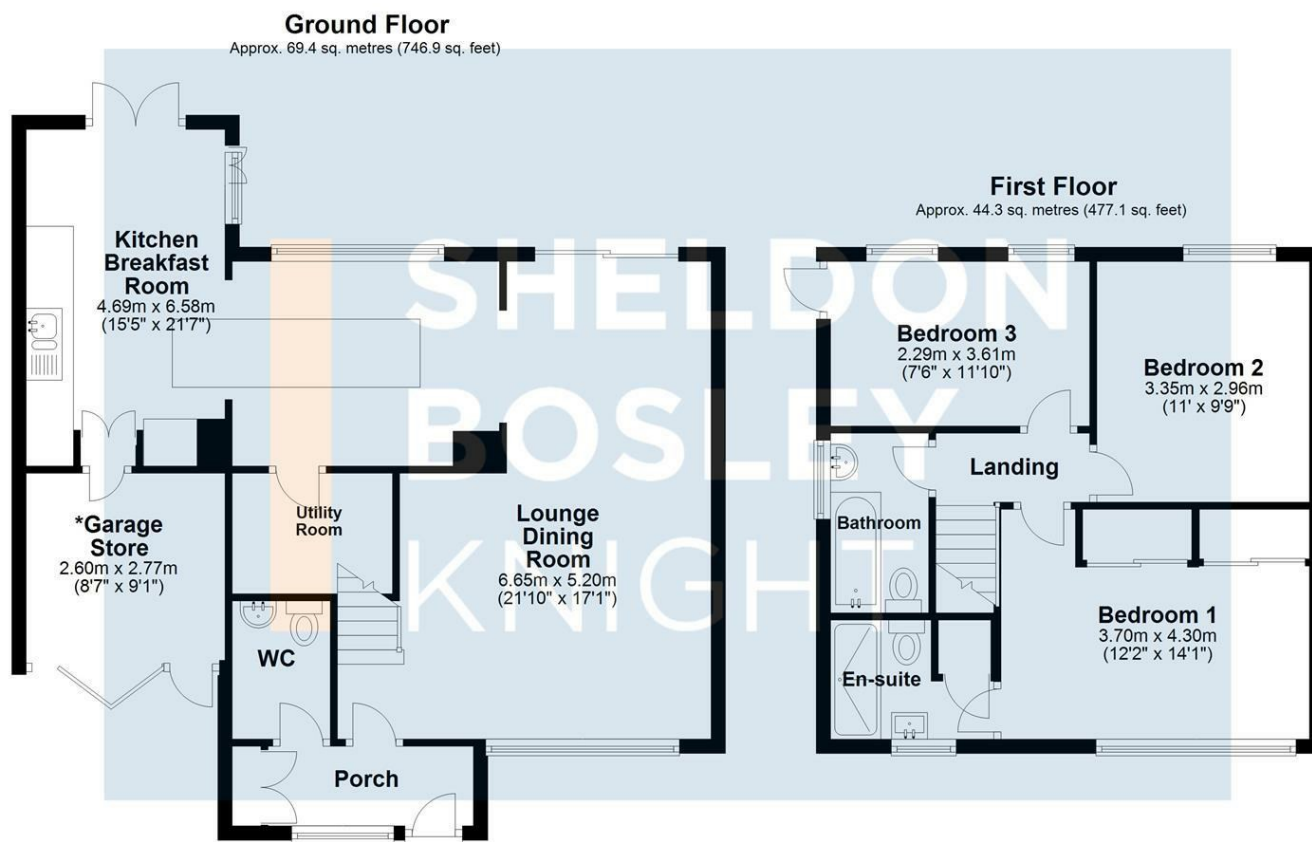 Ground Floor
Approx. 69.4 sq. metres (746.9 sq. feet)
First Floor
Approx. 44.3 sq. metres (477.1 sq. feet)
Kitchen
Breakfast
Room
4.69m x 6.58m
(15'5" x 21'7")
SHELDON
BOSLEY
KNIGHT
Bedroom 3
2.29m x 3.61m
(7'6" x 11'10")
Bedroom 2
3.35m x 2.96m
(11' x 9'9")
Landing
*Garage
Store
2.60m x 2.77m
(8'7" x 9'1")
Utility
Room
Lounge
Dining
Room
6.65m x 5.20m
(21'10" x 17'1")
Bathroom
Bedroom 1
3.70m x 4.30m
(12'2" x 14'1")
WC
En-suite
Porch